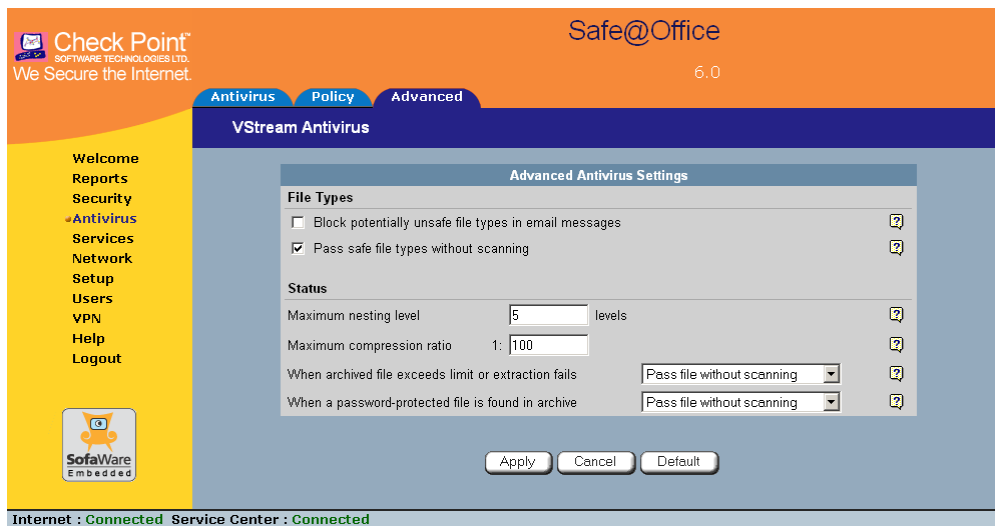 Check Point™
SOFTWARE TECHNOLOGIES LTD.
We Secure the Internet.
Safe@Office
6.0
Antivirus
Policy
Advanced
VStream Antivirus
Welcome
Reports
Security
Antivirus
Services
Network
Setup
Users
VPN
Help
Logout
SofaWare
Embedded
Advanced Antivirus Settings
File Types
Block potentially unsafe file types in email messages ?
Pass safe file types without scanning ?
Status
Maximum nesting level 5 levels ?
Maximum compression ratio 1: 100 ?
When archived file exceeds limit or extraction fails Pass file without scanning ?
When a password-protected file is found in archive Pass file without scanning ?
Apply Cancel Default
Internet : Connected Service Center : Connected